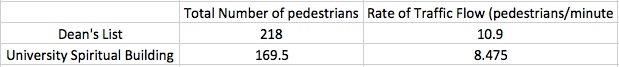 Total Number of pedestrians Rate of Traffic Flow (pedestrians/minute
Dean's List 218 10.9
University Spiritual Building 169.5 8.475